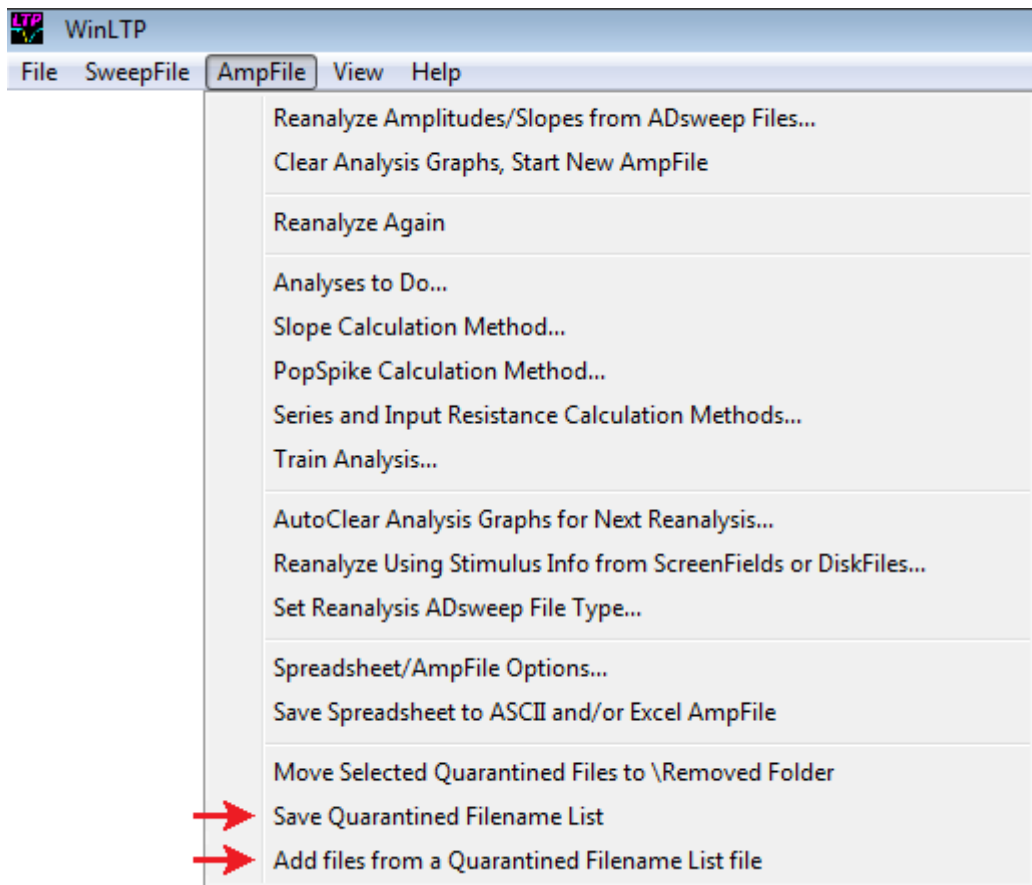 LTP
WinLTP
File SweepFile AmpFile View Help
Reanalyze Amplitudes/Slopes from ADsweep Files...
Clear Analysis Graphs, Start New AmpFile
Reanalyze Again
Analyses to Do...
Slope Calculation Method...
PopSpike Calculation Method...
Series and Input Resistance Calculation Methods...
Train Analysis...
AutoClear Analysis Graphs for Next Reanalysis...
Reanalyze Using Stimulus Info from ScreenFields or DiskFiles...
Set Reanalysis ADsweep File Type...
Spreadsheet/AmpFile Options...
Save Spreadsheet to ASCII and/or Excel AmpFile
Move Selected Quarantined Files to \Removed Folder
Save Quarantined Filename List
Add files from a Quarantined Filename List file